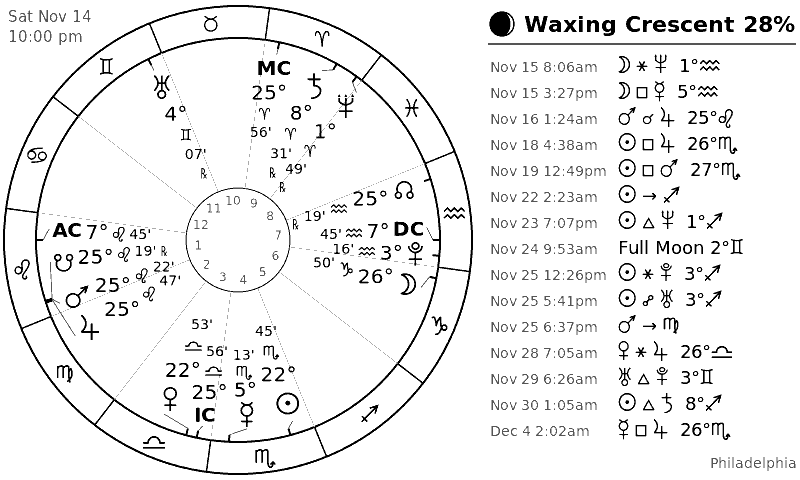 Sat Nov 14
10:00 pm
♉ ♈ ♊ ♓ ♋ ♒ ♌ ♑ ♍ ♐ ♎ ♏
MC
25° ♈ 56'
♄ 8° ♈ 31' ℞
♆ 1° ♈ 49' ℞
♅ 4° ♊ 07' ℞
☊ 25° ♒ 19' ℞
DC 7° ♒ 45'
♇ 3° ♒ 16'
☽ 26° ♑ 50'
AC 7° ♌ 45'
☋ 25° ♌ 19' ℞
♂ 25° ♌ 22'
♃ 25° ♌ 47'
♀ 22° ♎ 53'
IC 25° ♎ 56'
☿ 5° ♏ 13'
☉ 22° ♏ 45'
1 2 3 4 5 6 7 8 9 10 11 12
Waxing Crescent 28%
Nov 15 8:06am ☽ ⚹ ♆ 1°♒
Nov 15 3:27pm ☽ □ ☿ 5°♒
Nov 16 1:24am ♂ ☌ ♃ 25°♌
Nov 18 4:38am ☉ □ ♃ 26°♏
Nov 19 12:49pm ☉ □ ♂ 27°♏
Nov 22 2:23am ☉ → ♐
Nov 23 7:07pm ☉ △ ♆ 1°♐
Nov 24 9:53am Full Moon 2°♊
Nov 25 12:26pm ☉ ⚹ ♇ 3°♐
Nov 25 5:41pm ☉ ☍ ♅ 3°♐
Nov 25 6:37pm ♂ → ♍
Nov 28 7:05am ♀ ⚹ ♃ 26°♎
Nov 29 6:26am ♅ △ ♇ 3°♊
Nov 30 1:05am ☉ △ ♄ 8°♐
Dec 4 2:02am ☿ □ ♃ 26°♏
Philadelphia